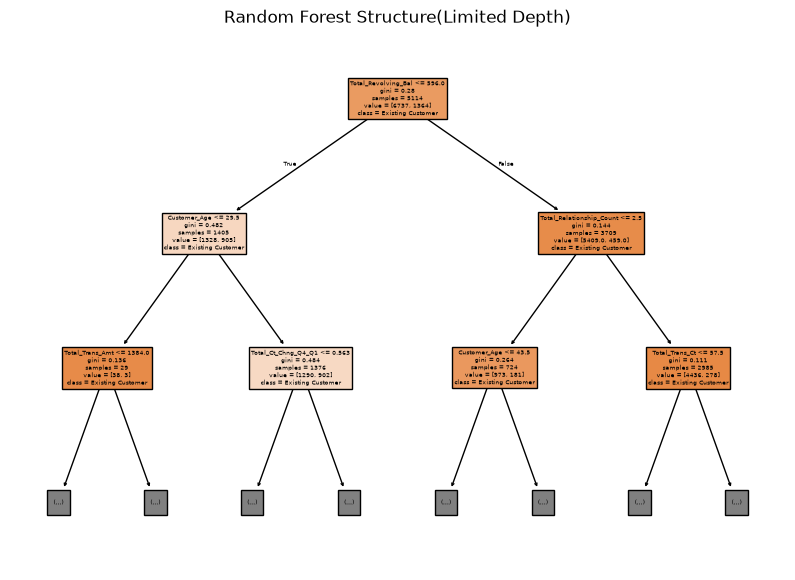 Random Forest Structure(Limited Depth)
Total_Revolving_Bal <= 596.0
gini = 0.28
samples = 5114
value = [6737, 1364]
class = Existing Customer
True
False
Customer_Age <= 29.5
gini = 0.482
samples = 1405
value = [1328, 905]
class = Existing Customer
Total_Relationship_Count <= 2.5
gini = 0.144
samples = 3709
value = [5409.0, 459.0]
class = Existing Customer
Total_Trans_Amt <= 1384.0
gini = 0.136
samples = 29
value = [38, 3]
class = Existing Customer
Total_Ct_Chng_Q4_Q1 <= 0.563
gini = 0.484
samples = 1376
value = [1290, 902]
class = Existing Customer
Customer_Age <= 43.5
gini = 0.264
samples = 724
value = [973, 181]
class = Existing Customer
Total_Trans_Ct <= 57.5
gini = 0.111
samples = 2985
value = [4436, 278]
class = Existing Customer
(...)
(...)
(...)
(...)
(...)
(...)
(...)
(...)